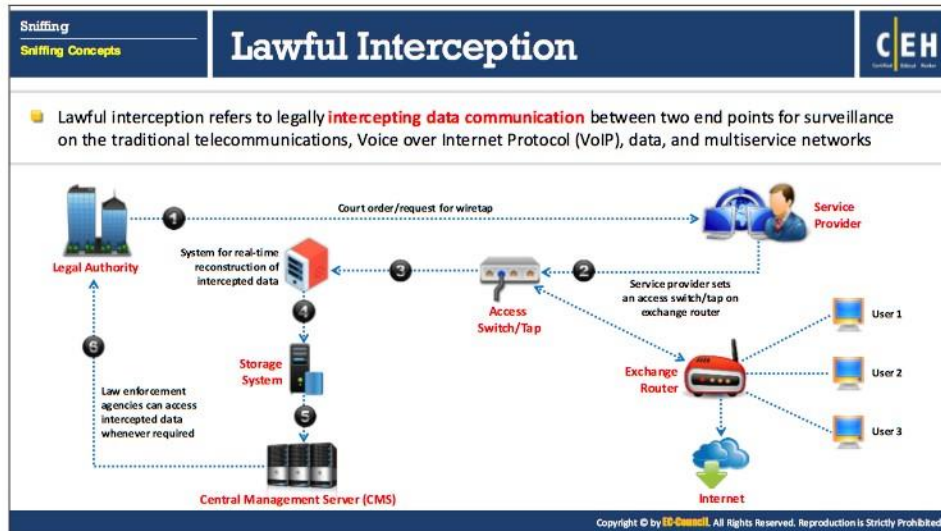 Sniffing
Sniffing Concepts
Lawful Interception
C|EH
Certified Ethical Hacker
Lawful interception refers to legally intercepting data communication between two end points for surveillance
on the traditional telecommunications, Voice over Internet Protocol (VoIP), data, and multiservice networks
1
Court order/request for wiretap
Service
Provider
Legal Authority
System for real-time
reconstruction of
intercepted data
3
2
Service provider sets
an access switch/tap on
exchange router
Access
Switch/Tap
4
User 1
6
Storage
System
Exchange
Router
User 2
Law enforcement
agencies can access
intercepted data
whenever required
5
User 3
Central Management Server (CMS)
Internet
Copyright © by EC-Council. All Rights Reserved. Reproduction is Strictly Prohibited.